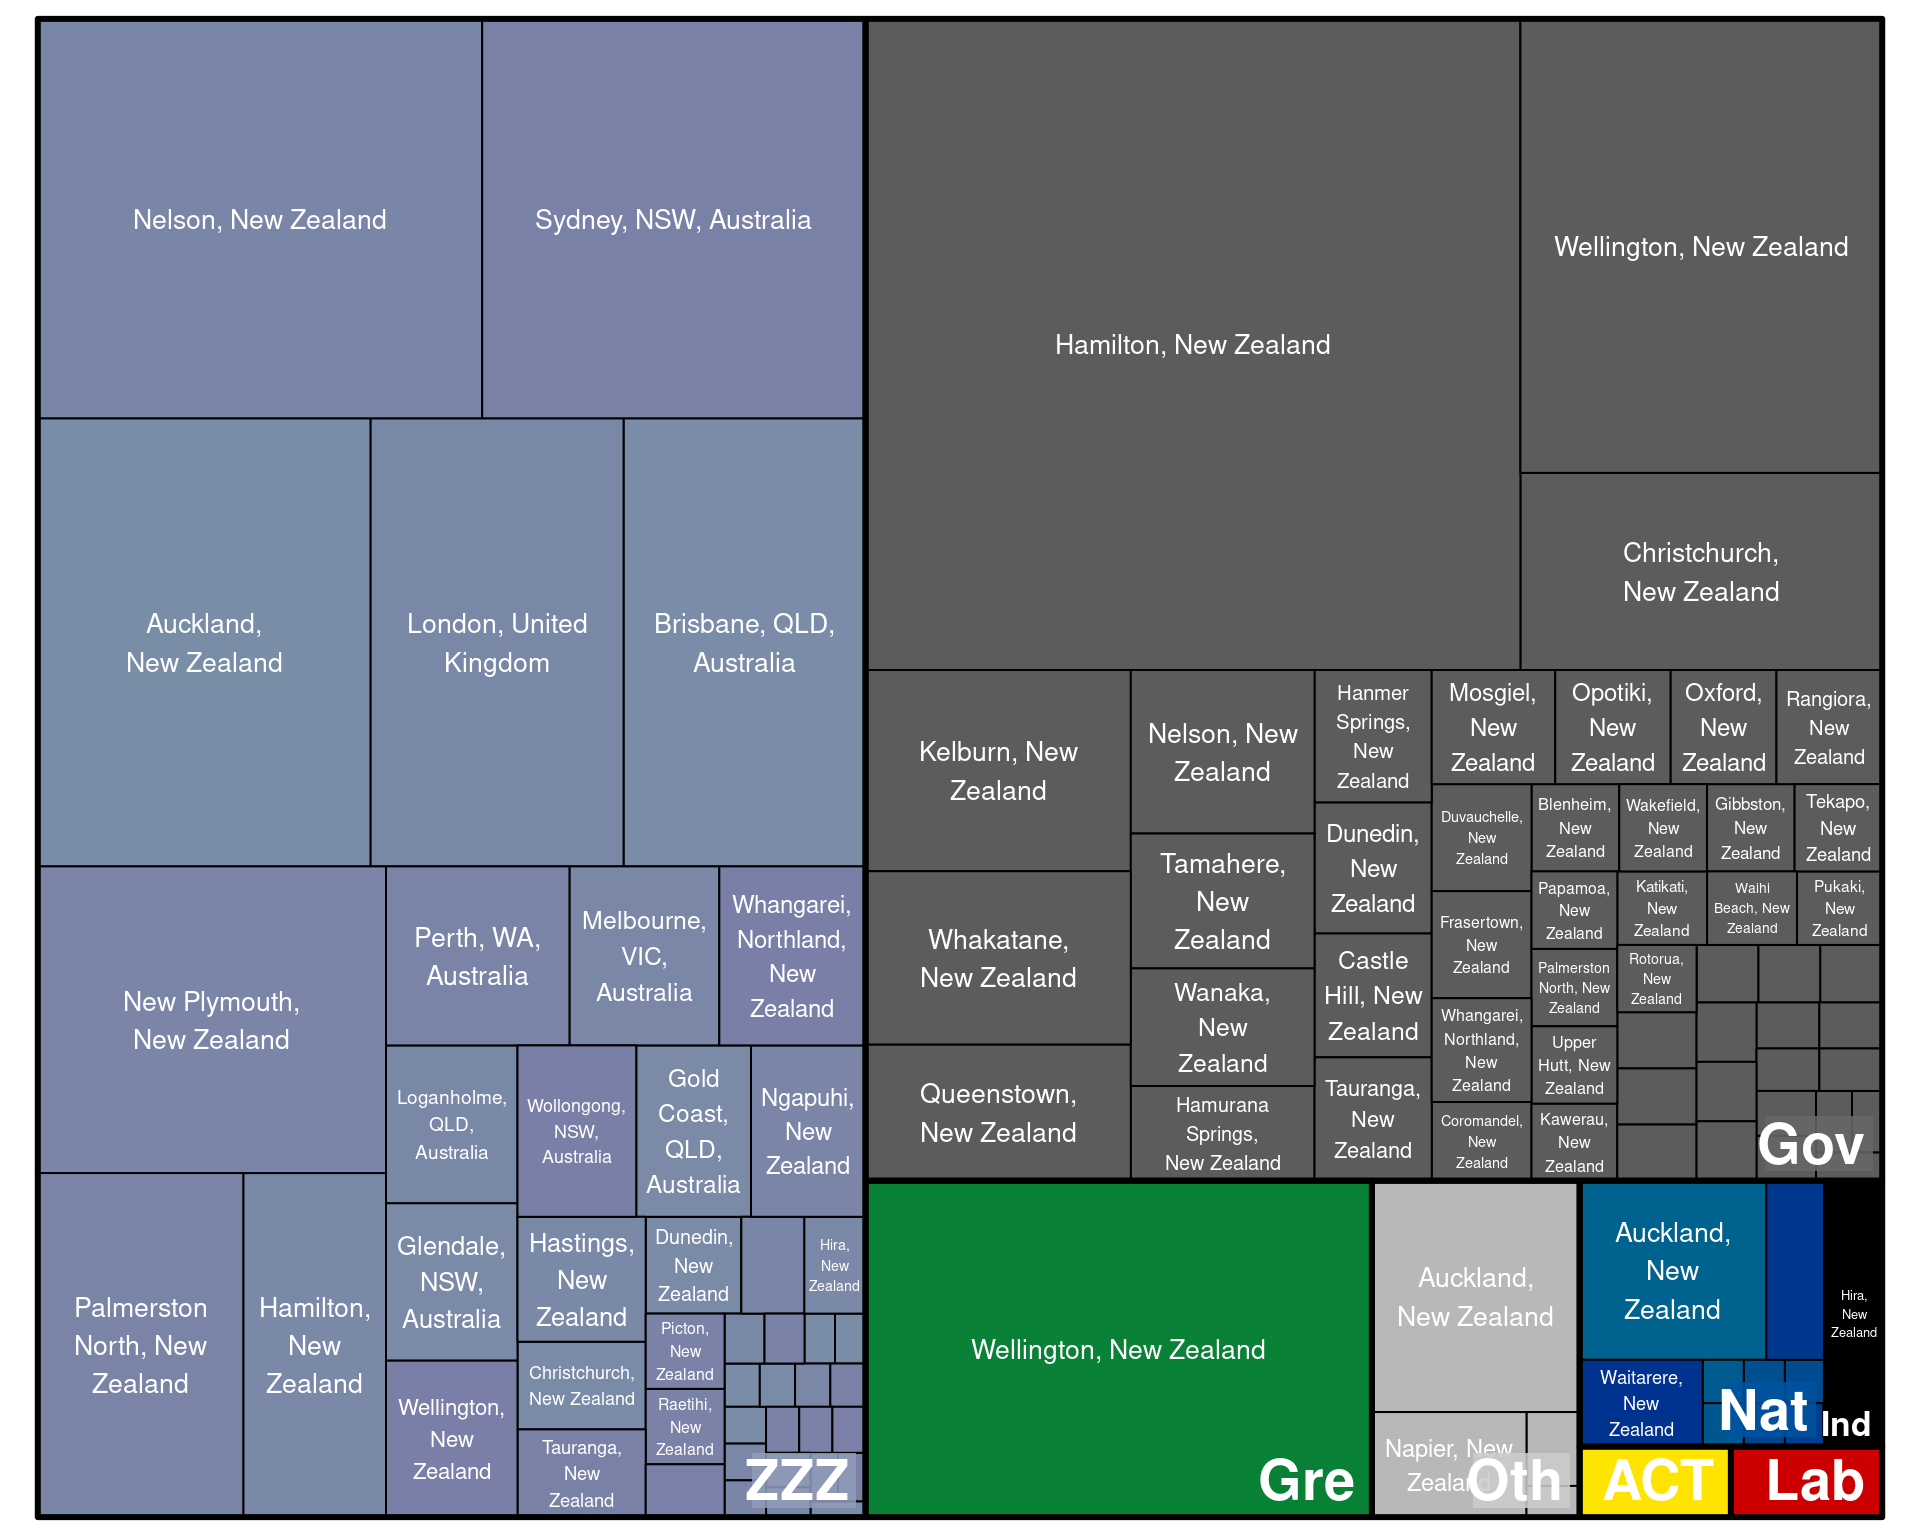 Nelson, New Zealand
Sydney, NSW, Australia
Auckland,
New Zealand
London, United
Kingdom
Brisbane, QLD,
Australia
New Plymouth,
New Zealand
Perth, WA,
Australia
Melbourne,
VIC,
Australia
Whangarei,
Northland,
New
Zealand
Palmerston
North, New
Zealand
Hamilton,
New
Zealand
Loganholme,
QLD,
Australia
Wollongong,
NSW,
Australia
Gold
Coast,
QLD,
Australia
Ngapuhi,
New
Zealand
Glendale,
NSW,
Australia
Hastings,
New
Zealand
Dunedin,
New
Zealand
Hira,
New
Zealand
Wellington,
New
Zealand
Christchurch,
New Zealand
Tauranga,
New
Zealand
Picton,
New
Zealand
Raetihi,
New
Zealand
ZZZ
Hamilton, New Zealand
Wellington, New Zealand
Christchurch,
New Zealand
Kelburn, New
Zealand
Whakatane,
New Zealand
Queenstown,
New Zealand
Nelson, New
Zealand
Tamahere,
New
Zealand
Wanaka,
New
Zealand
Hamurana
Springs,
New Zealand
Hanmer
Springs,
New
Zealand
Dunedin,
New
Zealand
Castle
Hill, New
Zealand
Tauranga,
New
Zealand
Mosgiel,
New
Zealand
Opotiki,
New
Zealand
Oxford,
New
Zealand
Rangiora,
New
Zealand
Duvauchelle,
New
Zealand
Frasertown,
New
Zealand
Whangarei,
Northland,
New
Zealand
Coromandel,
New
Zealand
Blenheim,
New
Zealand
Wakefield,
New
Zealand
Gibbston,
New
Zealand
Tekapo,
New
Zealand
Papamoa,
New
Zealand
Palmerston
North, New
Zealand
Upper
Hutt, New
Zealand
Kawerau,
New
Zealand
Katikati,
New
Zealand
Waihi
Beach, New
Zealand
Pukaki,
New
Zealand
Rotorua,
New
Zealand
Gov
Wellington, New Zealand
Gre
Auckland,
New Zealand
Napier, New
Zealand
Oth
Auckland,
New
Zealand
Waitarere,
New
Zealand
Nat
Hira,
New
Zealand
Ind
ACT
Lab